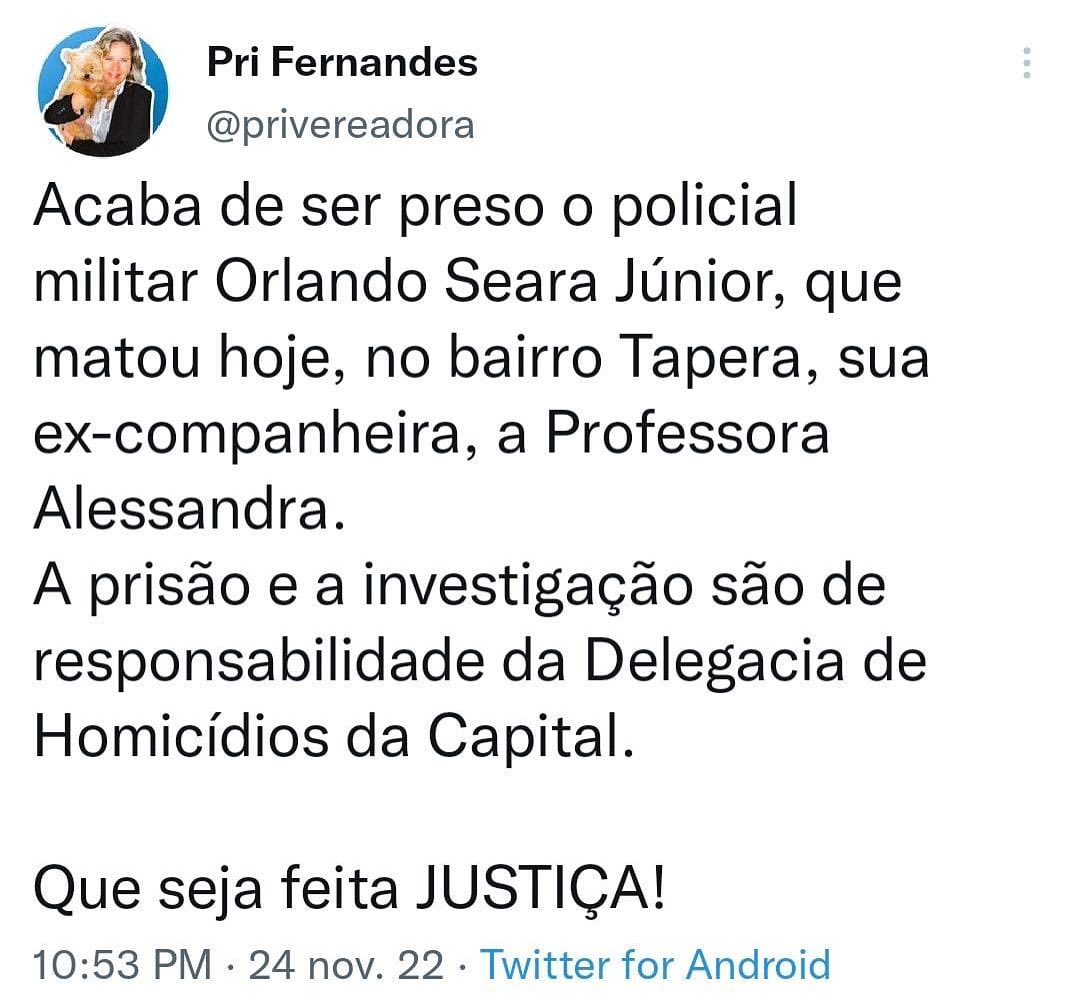 Pri Fernandes
@privereadora
Acaba de ser preso o policial
militar Orlando Seara Júnior, que
matou hoje, no bairro Tapera, sua
ex-companheira, a Professora
Alessandra.
A prisão e a investigação são de
responsabilidade da Delegacia de
Homicídios da Capital.
Que seja feita JUSTIÇA!
10:53 PM · 24 nov. 22 · Twitter for Android